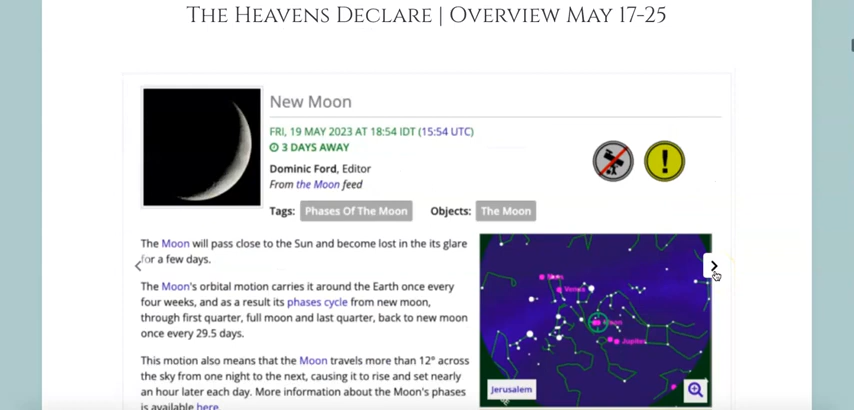 THE HEAVENS DECLARE | OVERVIEW MAY 17-25
New Moon
FRI, 19 MAY 2023 AT 18:54 IDT (15:54 UTC)
3 DAYS AWAY
Dominic Ford, Editor
From the Moon feed
Tags: Phases Of The Moon Objects: The Moon
The Moon will pass close to the Sun and become lost in the its glare
for a few days.
The Moon's orbital motion carries it around the Earth once every
four weeks, and as a result its phases cycle from new moon,
through first quarter, full moon and last quarter, back to new moon
once every 29.5 days.
This motion also means that the Moon travels more than 12° across
the sky from one night to the next, causing it to rise and set nearly
an hour later each day. More information about the Moon's phases
is available here.
Venus
Moon
Jupiter
Jerusalem